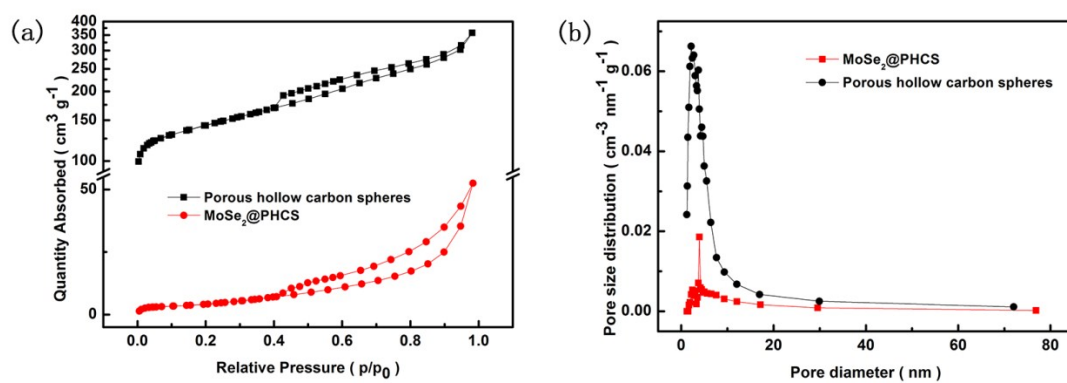 (a)
400
350
300
250
200
150
100
50
0
Quantity Absorbed ( cm³ g⁻¹)
Porous hollow carbon spheres
MoSe₂@PHCS
0.0 0.2 0.4 0.6 0.8 1.0
Relative Pressure ( p/p₀ )
(b)
0.06
0.04
0.02
0.00
Pore size distribution ( cm⁻³ nm⁻¹ g⁻¹)
MoSe₂@PHCS
Porous hollow carbon spheres
0 20 40 60 80
Pore diameter ( nm )